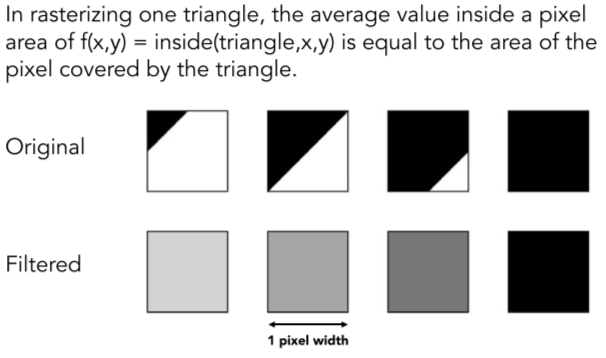 In rasterizing one triangle, the average value inside a pixel
area of f(x,y) = inside(triangle,x,y) is equal to the area of the
pixel covered by the triangle.
Original
Filtered
1 pixel width